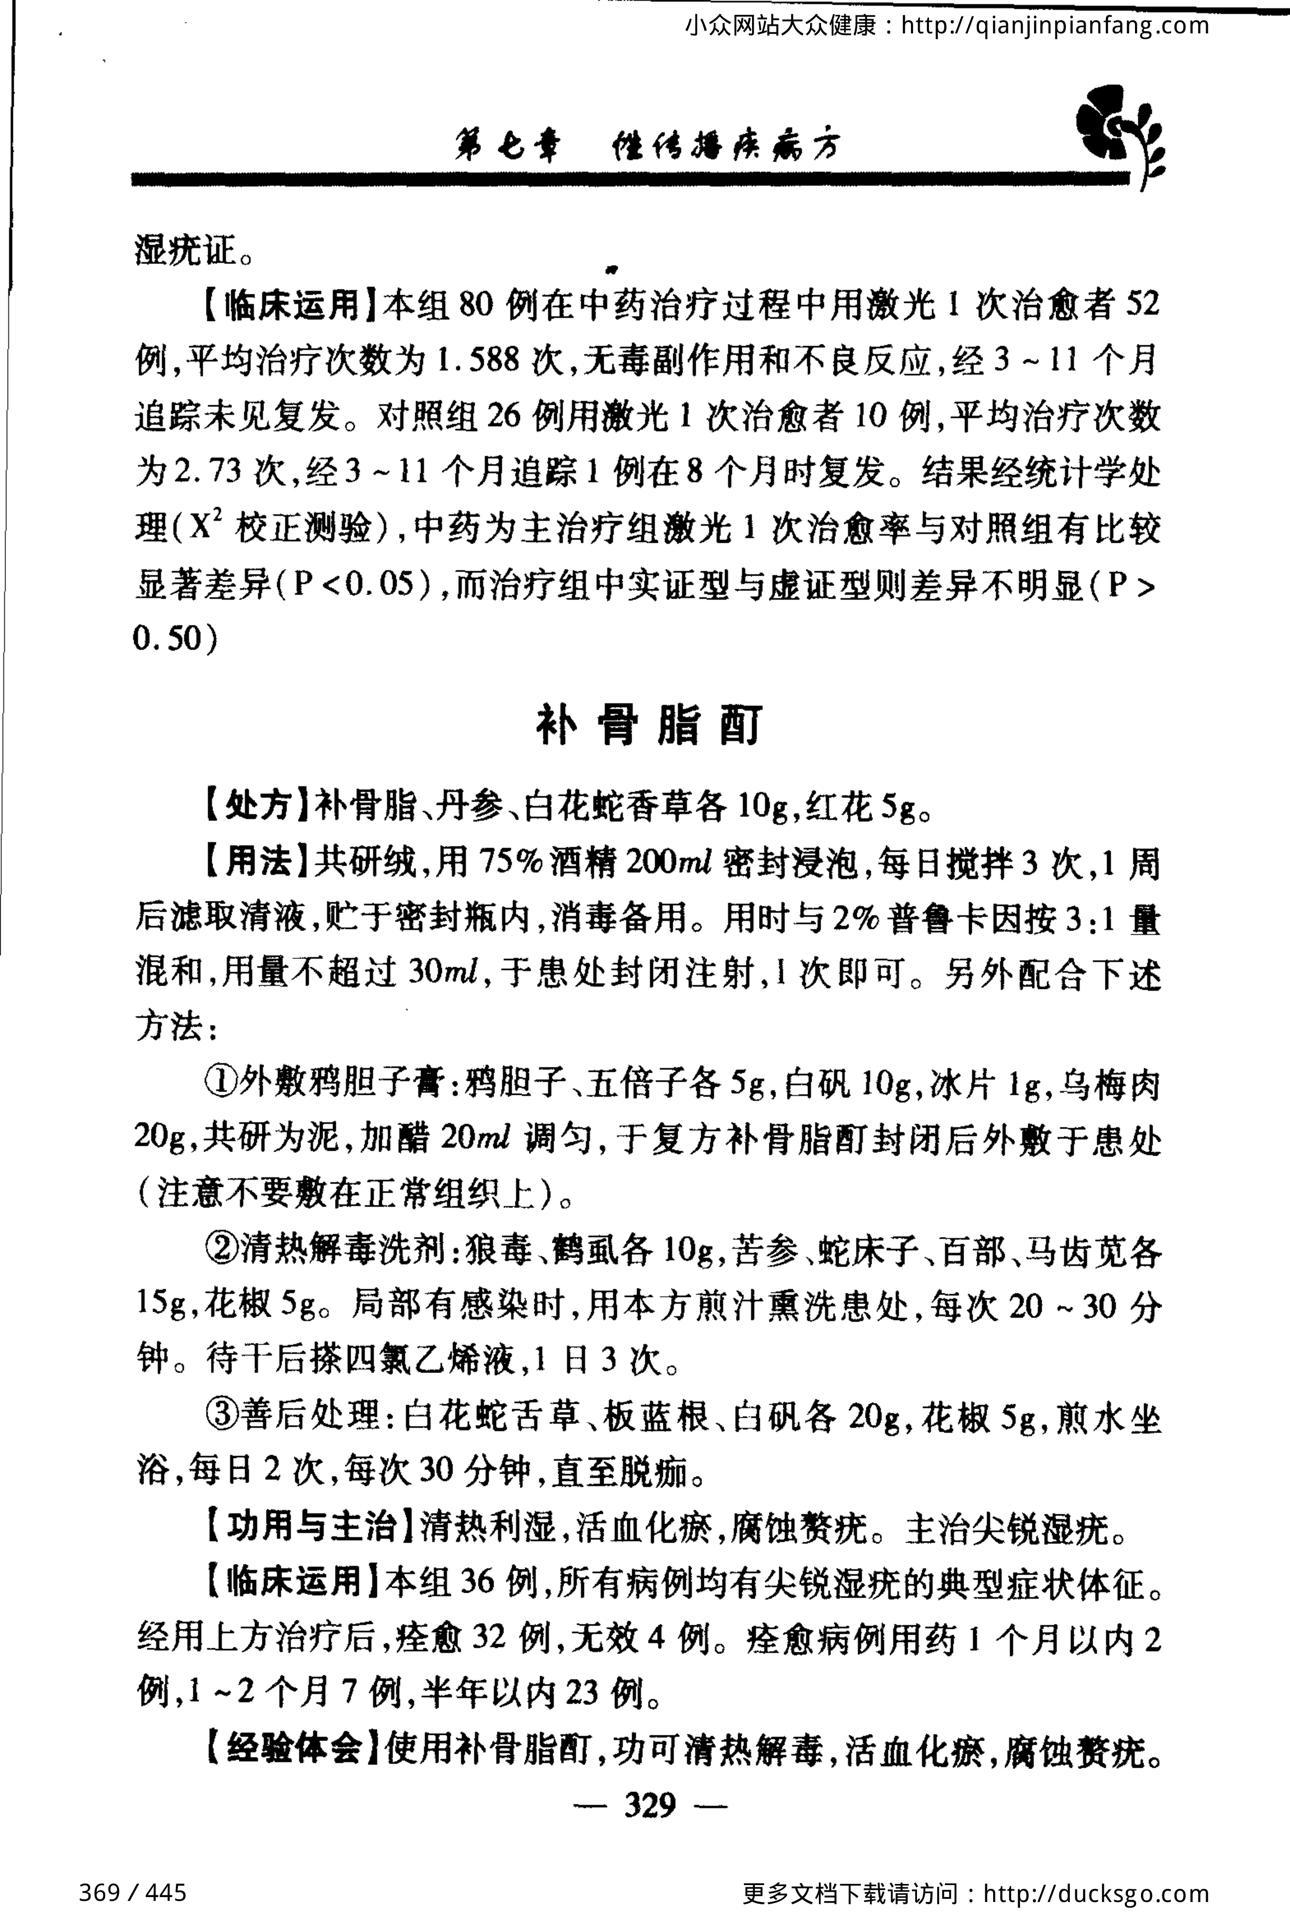 小众网站大众健康：http://qianjinpianfang.com
第七章　性传播疾病方
湿疣证。
【临床运用】本组 80 例在中药治疗过程中用激光 1 次治愈者 52
例,平均治疗次数为 1.588 次,无毒副作用和不良反应,经 3 ~ 11 个月
追踪未见复发。对照组 26 例用激光 1 次治愈者 10 例,平均治疗次数
为 2.73 次,经 3 ~ 11 个月追踪 1 例在 8 个月时复发。结果经统计学处
理(X² 校正测验),中药为主治疗组激光 1 次治愈率与对照组有比较
显著差异(P <0.05),而治疗组中实证型与虚证型则差异不明显(P >
0.50)
补骨脂酊
【处方】补骨脂、丹参、白花蛇香草各 10g,红花 5g。
【用法】共研绒,用 75% 酒精 200ml 密封浸泡,每日搅拌 3 次,1 周
后滤取清液,贮于密封瓶内,消毒备用。用时与 2% 普鲁卡因按 3:1 量
混和,用量不超过 30ml,于患处封闭注射,1 次即可。另外配合下述
方法:
①外敷鸦胆子膏:鸦胆子、五倍子各 5g,白矾 10g,冰片 1g,乌梅肉
20g,共研为泥,加醋 20ml 调匀,于复方补骨脂酊封闭后外敷于患处
(注意不要敷在正常组织上)。
②清热解毒洗剂:狼毒、鹤虱各 10g,苦参、蛇床子、百部、马齿苋各
15g,花椒 5g。局部有感染时,用本方煎汁熏洗患处,每次 20 ~ 30 分
钟。待干后搽四氯乙烯液,1 日 3 次。
③善后处理:白花蛇舌草、板蓝根、白矾各 20g,花椒 5g,煎水坐
浴,每日 2 次,每次 30 分钟,直至脱痂。
【功用与主治】清热利湿,活血化瘀,腐蚀赘疣。主治尖锐湿疣。
【临床运用】本组 36 例,所有病例均有尖锐湿疣的典型症状体征。
经用上方治疗后,痊愈 32 例,无效 4 例。痊愈病例用药 1 个月以内 2
例,1 ~ 2 个月 7 例,半年以内 23 例。
【经验体会】使用补骨脂酊,功可清热解毒,活血化瘀,腐蚀赘疣。
— 329 —
369 / 445
更多文档下载请访问：http://ducksgo.com